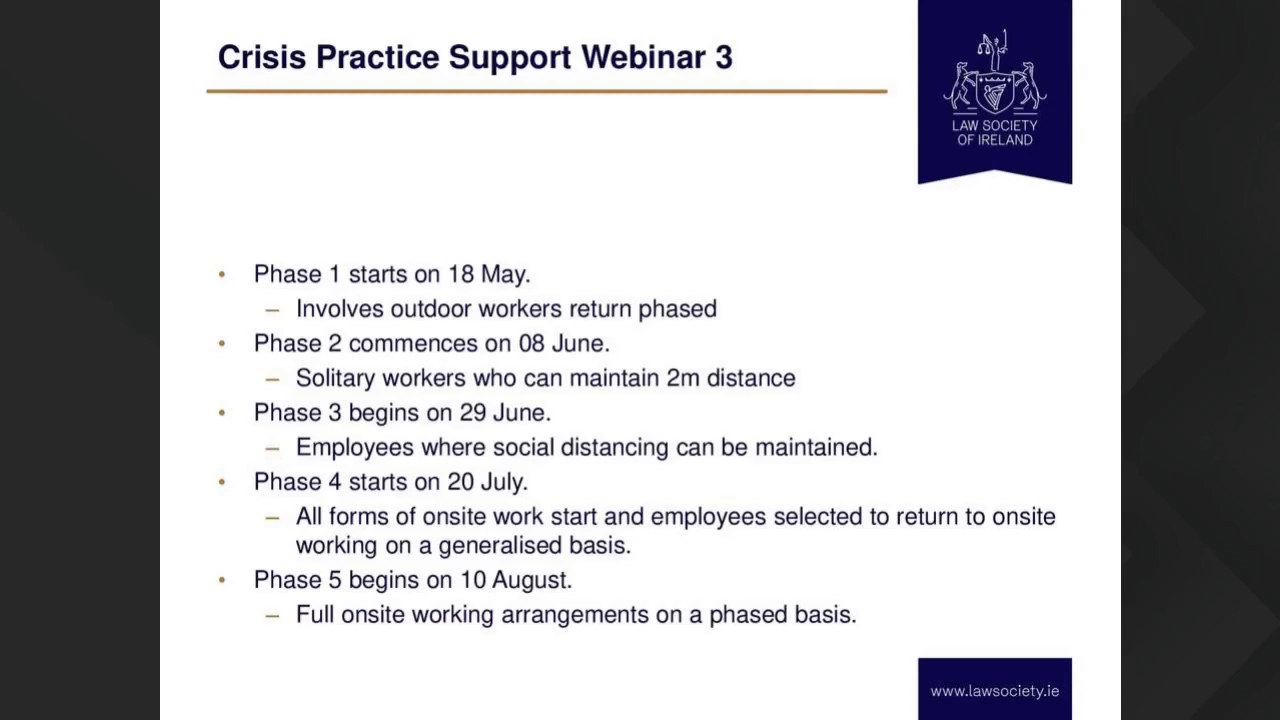 Crisis Practice Support Webinar 3
LAW SOCIETY
OF IRELAND
• Phase 1 starts on 18 May.
– Involves outdoor workers return phased
• Phase 2 commences on 08 June.
– Solitary workers who can maintain 2m distance
• Phase 3 begins on 29 June.
– Employees where social distancing can be maintained.
• Phase 4 starts on 20 July.
– All forms of onsite work start and employees selected to return to onsite
working on a generalised basis.
• Phase 5 begins on 10 August.
– Full onsite working arrangements on a phased basis.
www.lawsociety.ie